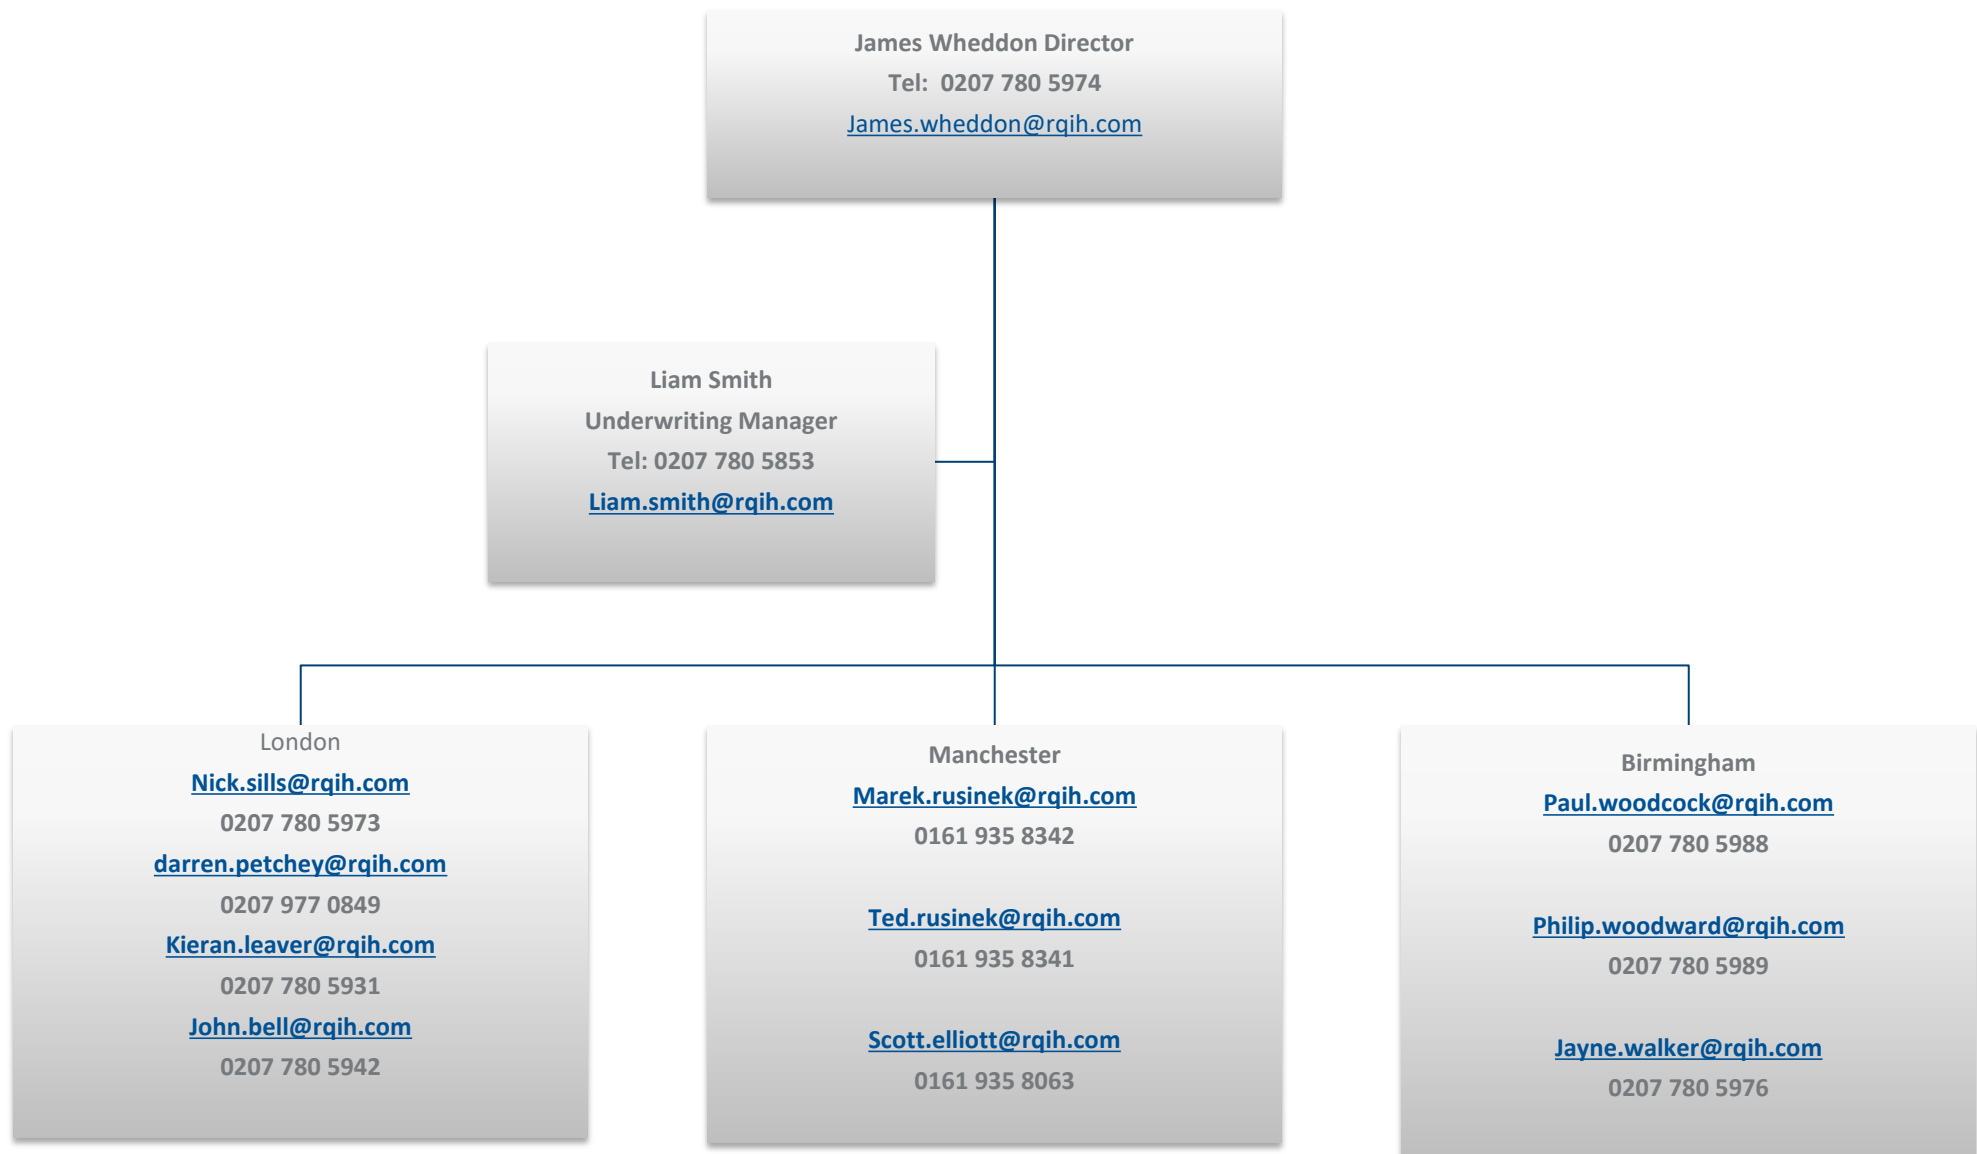 James Wheddon Director
Tel:  0207 780 5974
James.wheddon@rqih.com
Liam Smith
Underwriting Manager
Tel: 0207 780 5853
Liam.smith@rqih.com
London
Nick.sills@rqih.com
0207 780 5973
darren.petchey@rqih.com
0207 977 0849
Kieran.leaver@rqih.com
0207 780 5931
John.bell@rqih.com
0207 780 5942
Manchester
Marek.rusinek@rqih.com
0161 935 8342
Ted.rusinek@rqih.com
0161 935 8341
Scott.elliott@rqih.com
0161 935 8063
Birmingham
Paul.woodcock@rqih.com
0207 780 5988
Philip.woodward@rqih.com
0207 780 5989
Jayne.walker@rqih.com
0207 780 5976